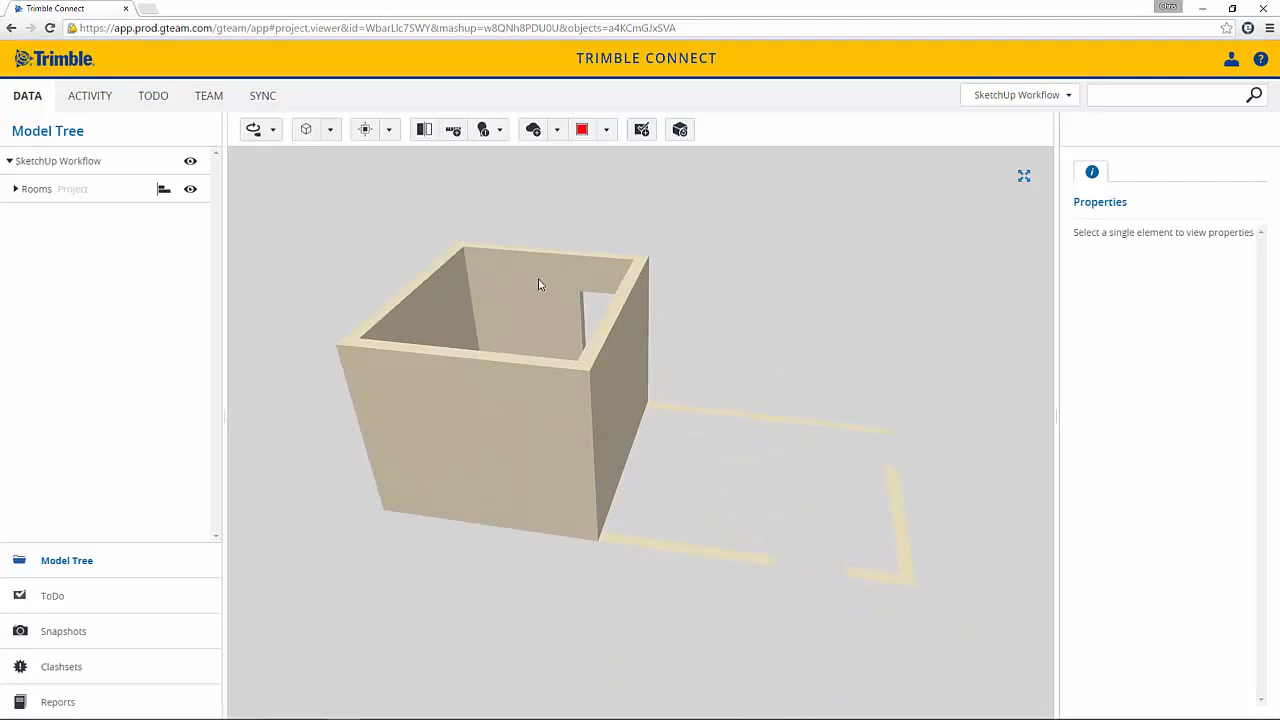 Trimble Connect
Chris
https://app.prod.gteam.com/gteam/app#project,viewer&id=WbarLlc7SWY&mashup=w8QNh8PDU0U&objects=a4KCmGJxSVA
Trimble.
TRIMBLE CONNECT
DATA ACTIVITY TODO TEAM SYNC
SketchUp Workflow
Model Tree
SketchUp Workflow
Rooms Project
Properties
Select a single element to view properties
Model Tree
ToDo
Snapshots
Clashsets
Reports